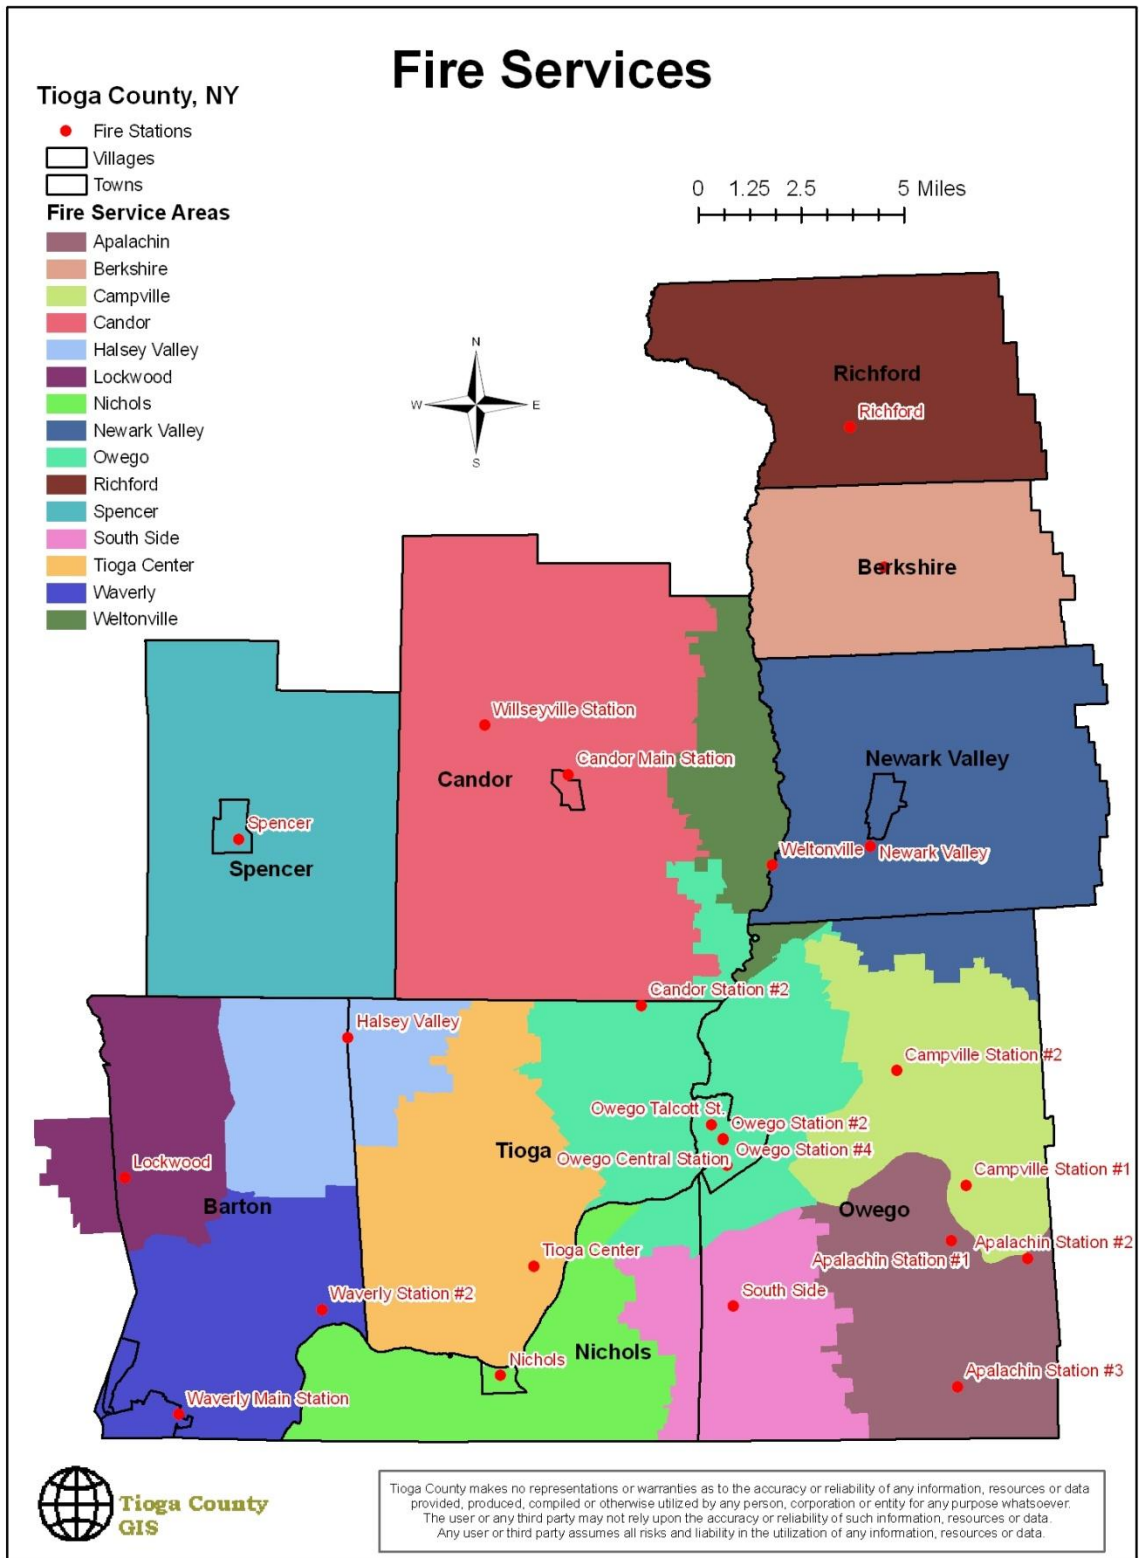 Fire Services
Tioga County, NY
Fire Stations
Villages
Towns
Fire Service Areas
Apalachin
Berkshire
Campville
Candor
Halsey Valley
Lockwood
Nichols
Newark Valley
Owego
Richford
Spencer
South Side
Tioga Center
Waverly
Weltonville
0 1.25 2.5 5 Miles
N
W E
S
Richford
Richford
Berkshire
Willseyville Station
Candor Main Station
Candor
Newark Valley
Spencer
Spencer
Weltonville
Newark Valley
Candor Station #2
Halsey Valley
Campville Station #2
Owego Talcott St.
Owego Station #2
Tioga
Owego Station #4
Owego Central Station
Lockwood
Campville Station #1
Barton
Owego
Apalachin Station #2
Tioga Center
Apalachin Station #1
Waverly Station #2
South Side
Nichols
Nichols
Apalachin Station #3
Waverly Main Station
Tioga County
GIS
Tioga County makes no representations or warranties as to the accuracy or reliability of any information, resources or data
provided, produced, compiled or otherwise utilized by any person, corporation or entity for any purpose whatsoever.
The user or any third party may not rely upon the accuracy or reliability of such information, resources or data.
Any user or third party assumes all risks and liability in the utilization of any information, resources or data.